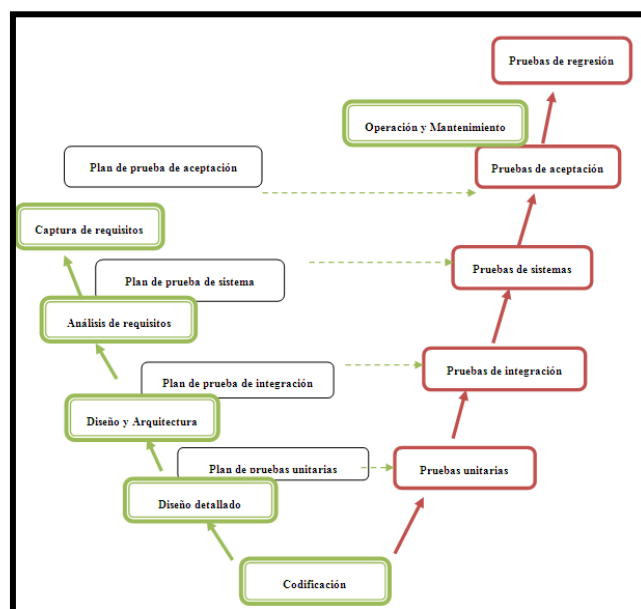 Pruebas de regresión
Operación y Mantenimiento
Plan de prueba de aceptación
Pruebas de aceptación
Captura de requisitos
Plan de prueba de sistema
Pruebas de sistemas
Análisis de requisitos
Plan de prueba de integración
Pruebas de integración
Diseño y Arquitectura
Plan de pruebas unitarias
Pruebas unitarias
Diseño detallado
Codificación